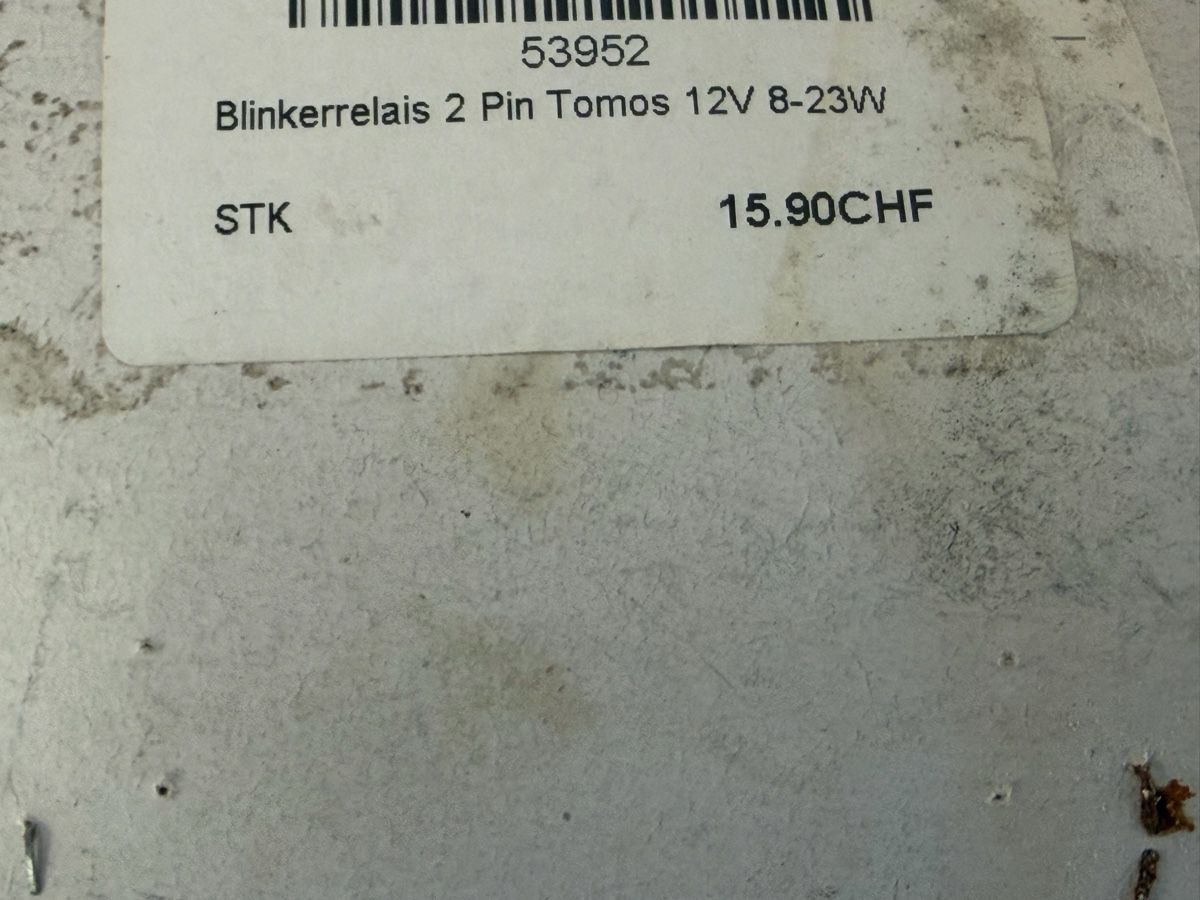 53952
Blinkerrelais 2 Pin Tomos 12V 8-23W
STK 15.90CHF